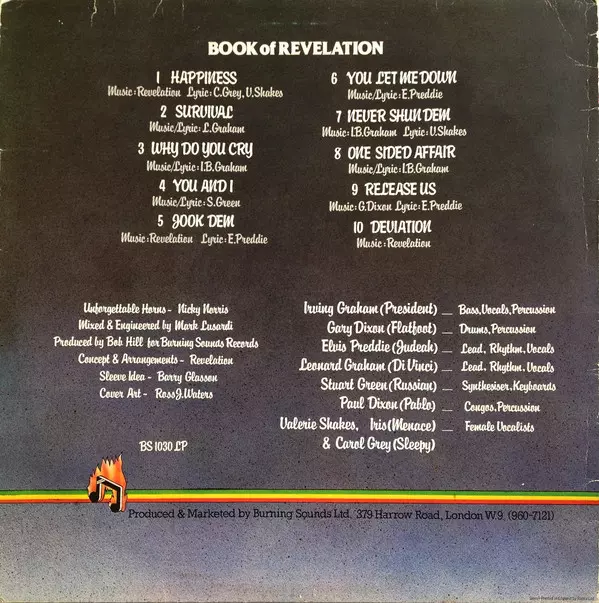 BOOK of REVELATION
1 HAPPINESS
Music: Revelation Lyric: C.Grey, V.Shakes
2 SURVIVAL
Music/Lyric: L.Graham
3 WHY DO YOU CRY
Music/Lyric: I.B.Graham
4 YOU AND I
Music/Lyric: S.Green
5 JOOK DEM
Music: Revelation Lyric: E.Preddie
6 YOU LET ME DOWN
Music/Lyric: E.Preddie
7 NEVER SHUN DEM
Music: I.B.Graham Lyric: V.Shakes
8 ONE SIDED AFFAIR
Music/Lyric: I.B.Graham
9 RELEASE US
Music: G.Dixon Lyric: E.Preddie
10 DEVIATION
Music: Revelation
Unforgettable Horns - Nicky Norris
Mixed & Engineered by Mark Lusardi
Produced by Bob Hill for Burning Sounds Records
Concept & Arrangements - Revelation
Sleeve Idea - Barry Glasson
Cover Art - Ross J. Waters
BS 1030 LP
Irving Graham (President) — Bass, Vocals, Percussion
Gary Dixon (Flatfoot) — Drums, Percussion
Elvis Preddie (Judeah) — Lead, Rhythm, Vocals
Leonard Graham (Di Vinci) — Lead, Rhythm, Vocals
Stuart Green (Russian) — Synthesiser, Keyboards
Paul Dixon (Pablo) — Congos, Percussion
Valerie Shakes, Iris (Menace) — Female Vocalists
& Carol Grey (Sleepy)
Produced & Marketed by Burning Sounds Ltd. 379 Harrow Road, London W.9. (960-7121)